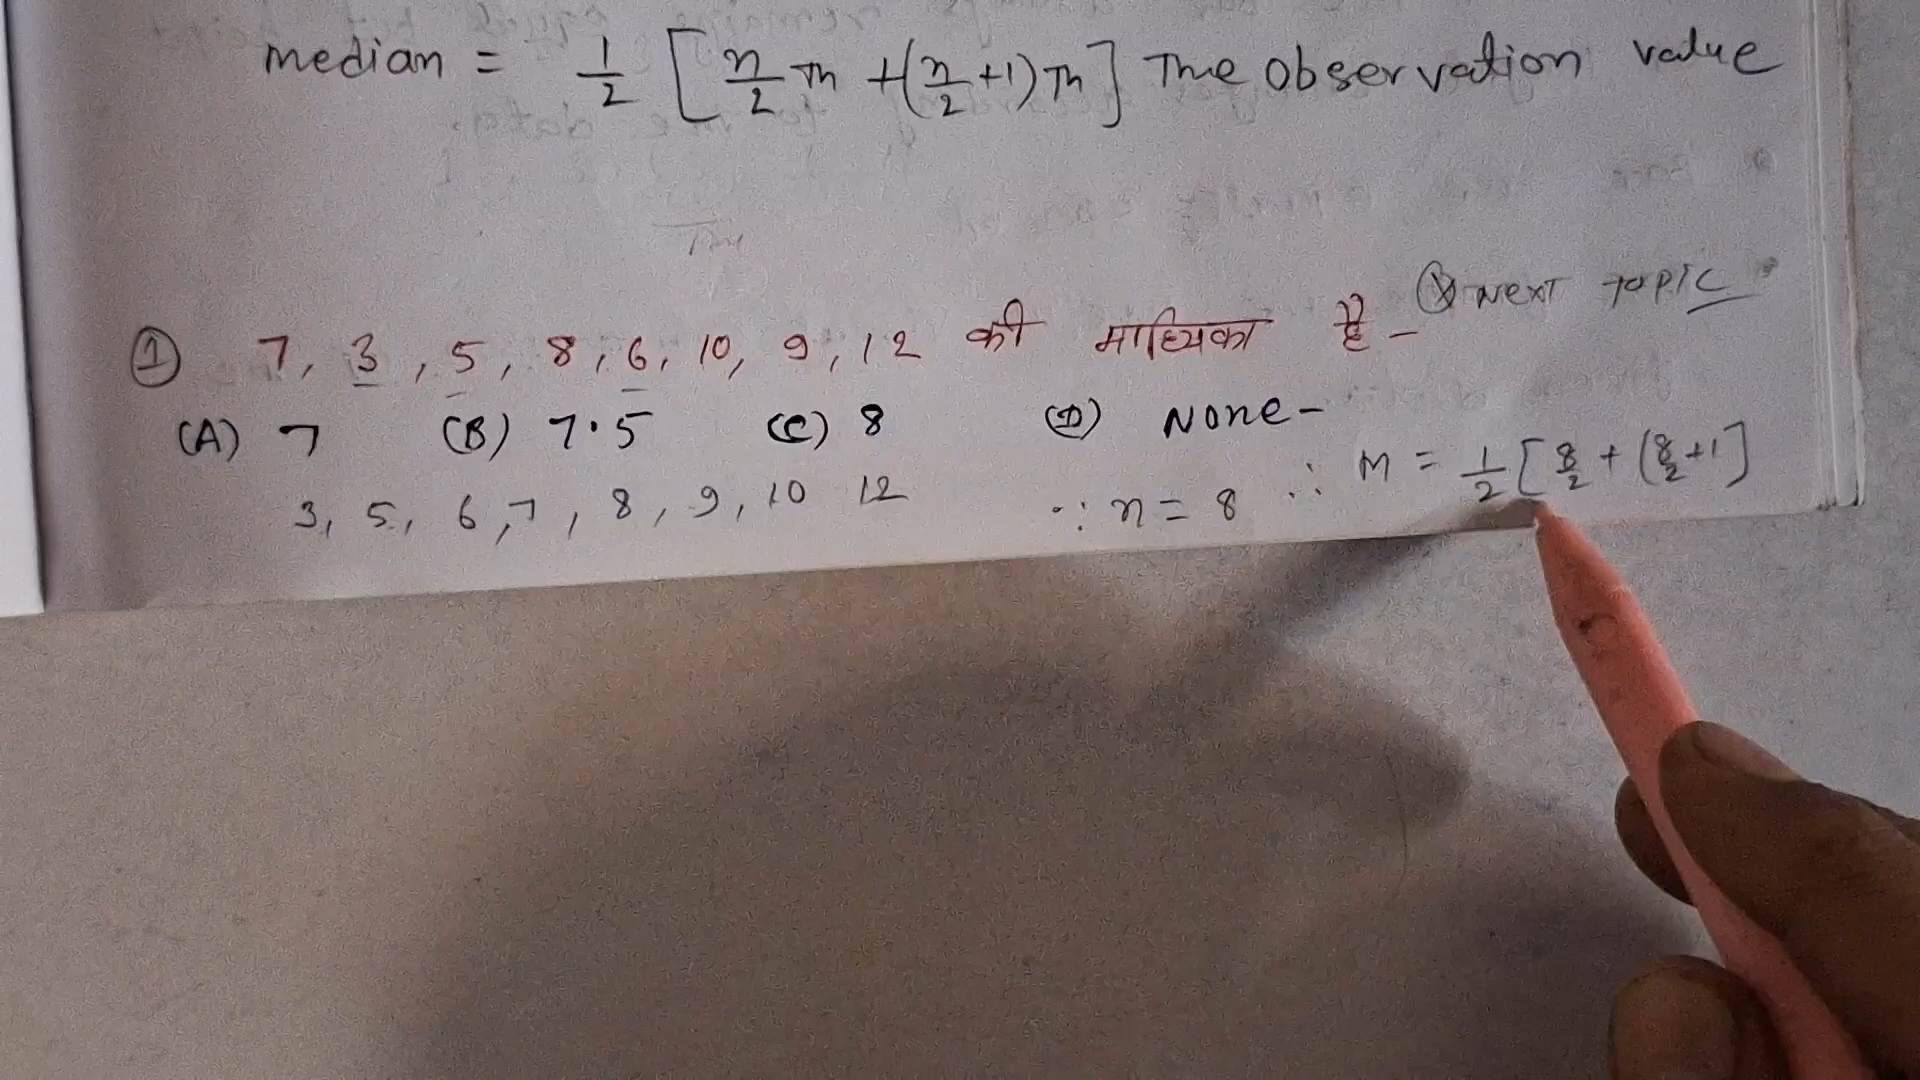 median = 1/2 [n/2 Th + (n/2 + 1) Th] The observation value
Th
① 7, 3, 5, 8, 6, 10, 9, 12 की माध्यिका है - ⊗ Next Topic
(A) 7 (B) 7.5 (C) 8 (D) None -
3, 5, 6, 7, 8, 9, 10 12 ∵ n = 8 ∴ M = 1/2 [8/2 + (8/2 + 1]